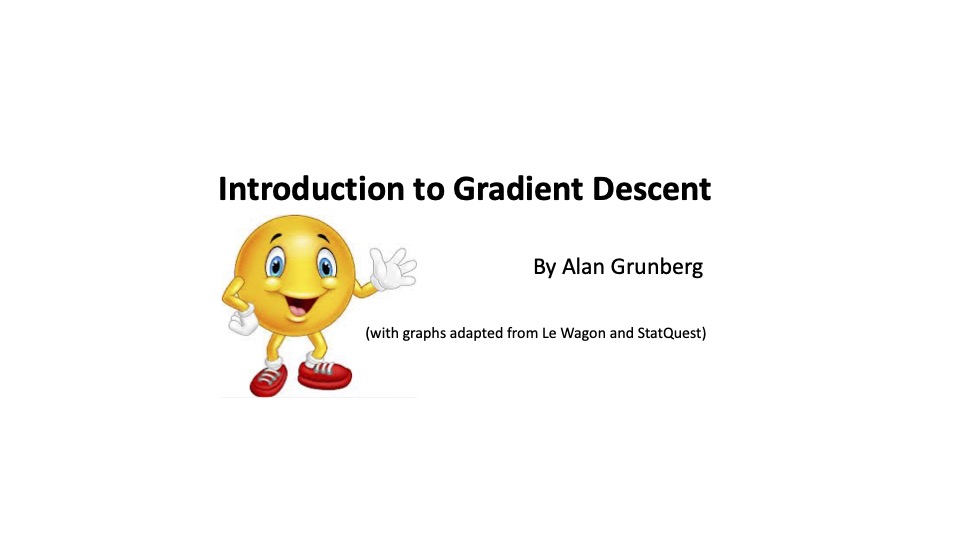 Introduction to Gradient Descent
By Alan Grunberg
(with graphs adapted from Le Wagon and StatQuest)